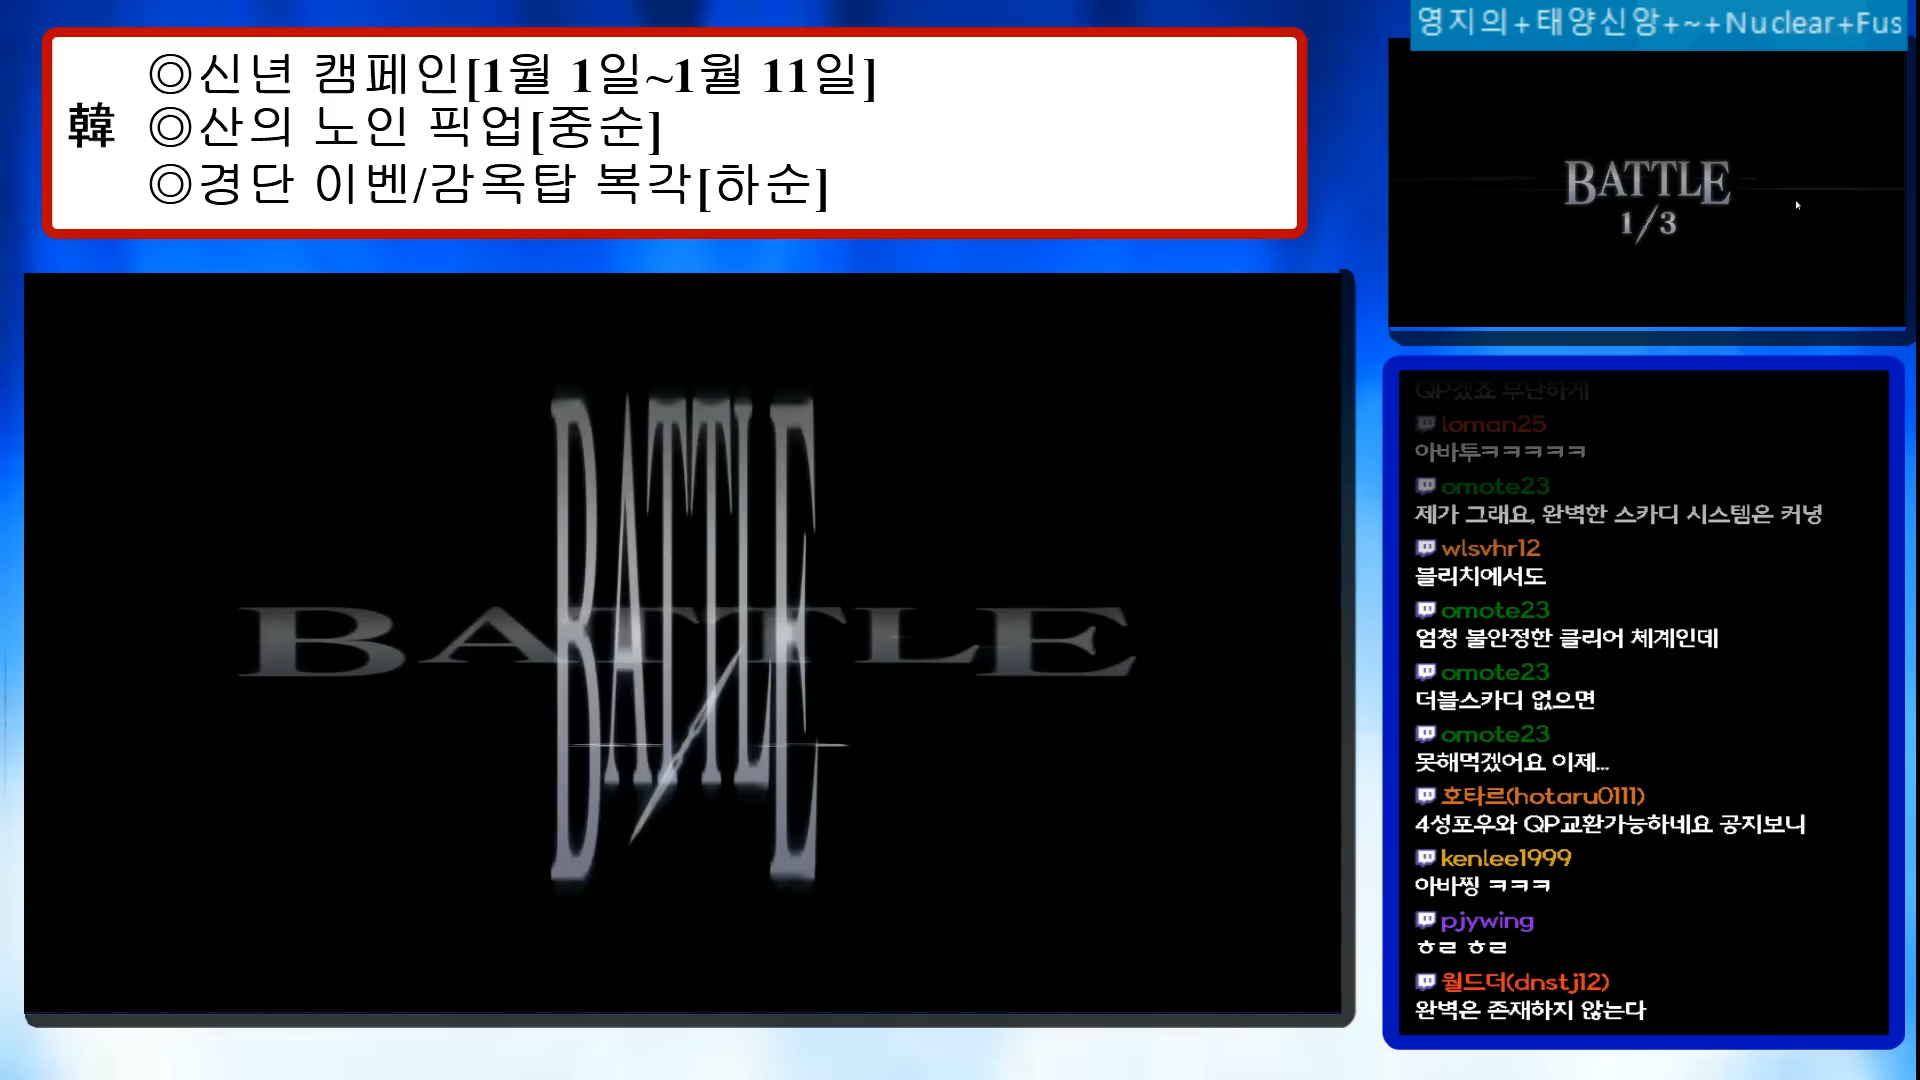 영지의+태양신앙+~+Nuclear+Fus
韓
◎신년 캠페인[1월 1일~1월 11일]
◎산의 노인 픽업[중순]
◎경단 이벤/감옥탑 복각[하순]
BATTLE
1/3
BATTLE
BATTLE
QP겠죠 무난하게
loman25
아바투ㅋㅋㅋㅋㅋ
omote23
제가 그래요, 완벽한 스카디 시스템은 커녕
wlsvhr12
블리치에서도
omote23
엄청 불안정한 클리어 체계인데
omote23
더블스카디 없으면
omote23
못해먹겠어요 이제...
호타르(hotaru0111)
4성포우와 QP교환가능하네요 공지보니
kenlee1999
아바찡 ㅋㅋㅋ
pjywing
ㅎㄹ ㅎㄹ
월드더(dnstj12)
완벽은 존재하지 않는다